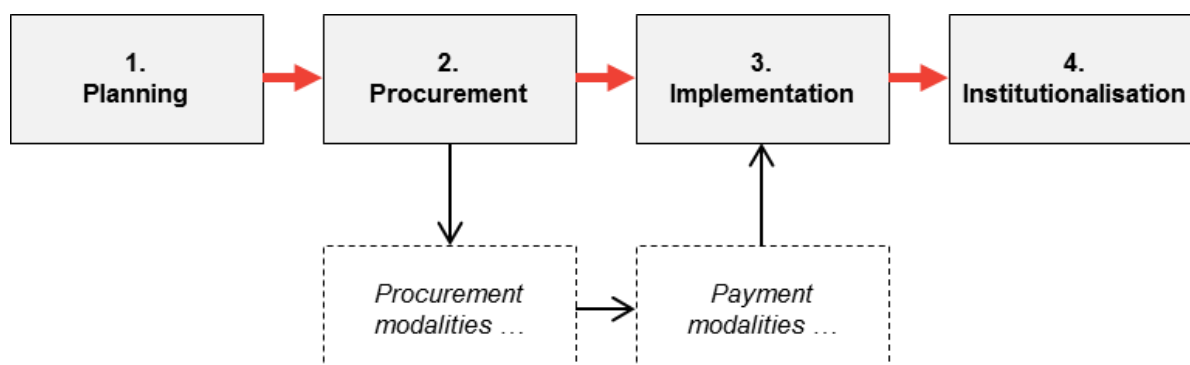 1.
Planning
2.
Procurement
3.
Implementation
4.
Institutionalisation
Procurement
modalities …
Payment
modalities …